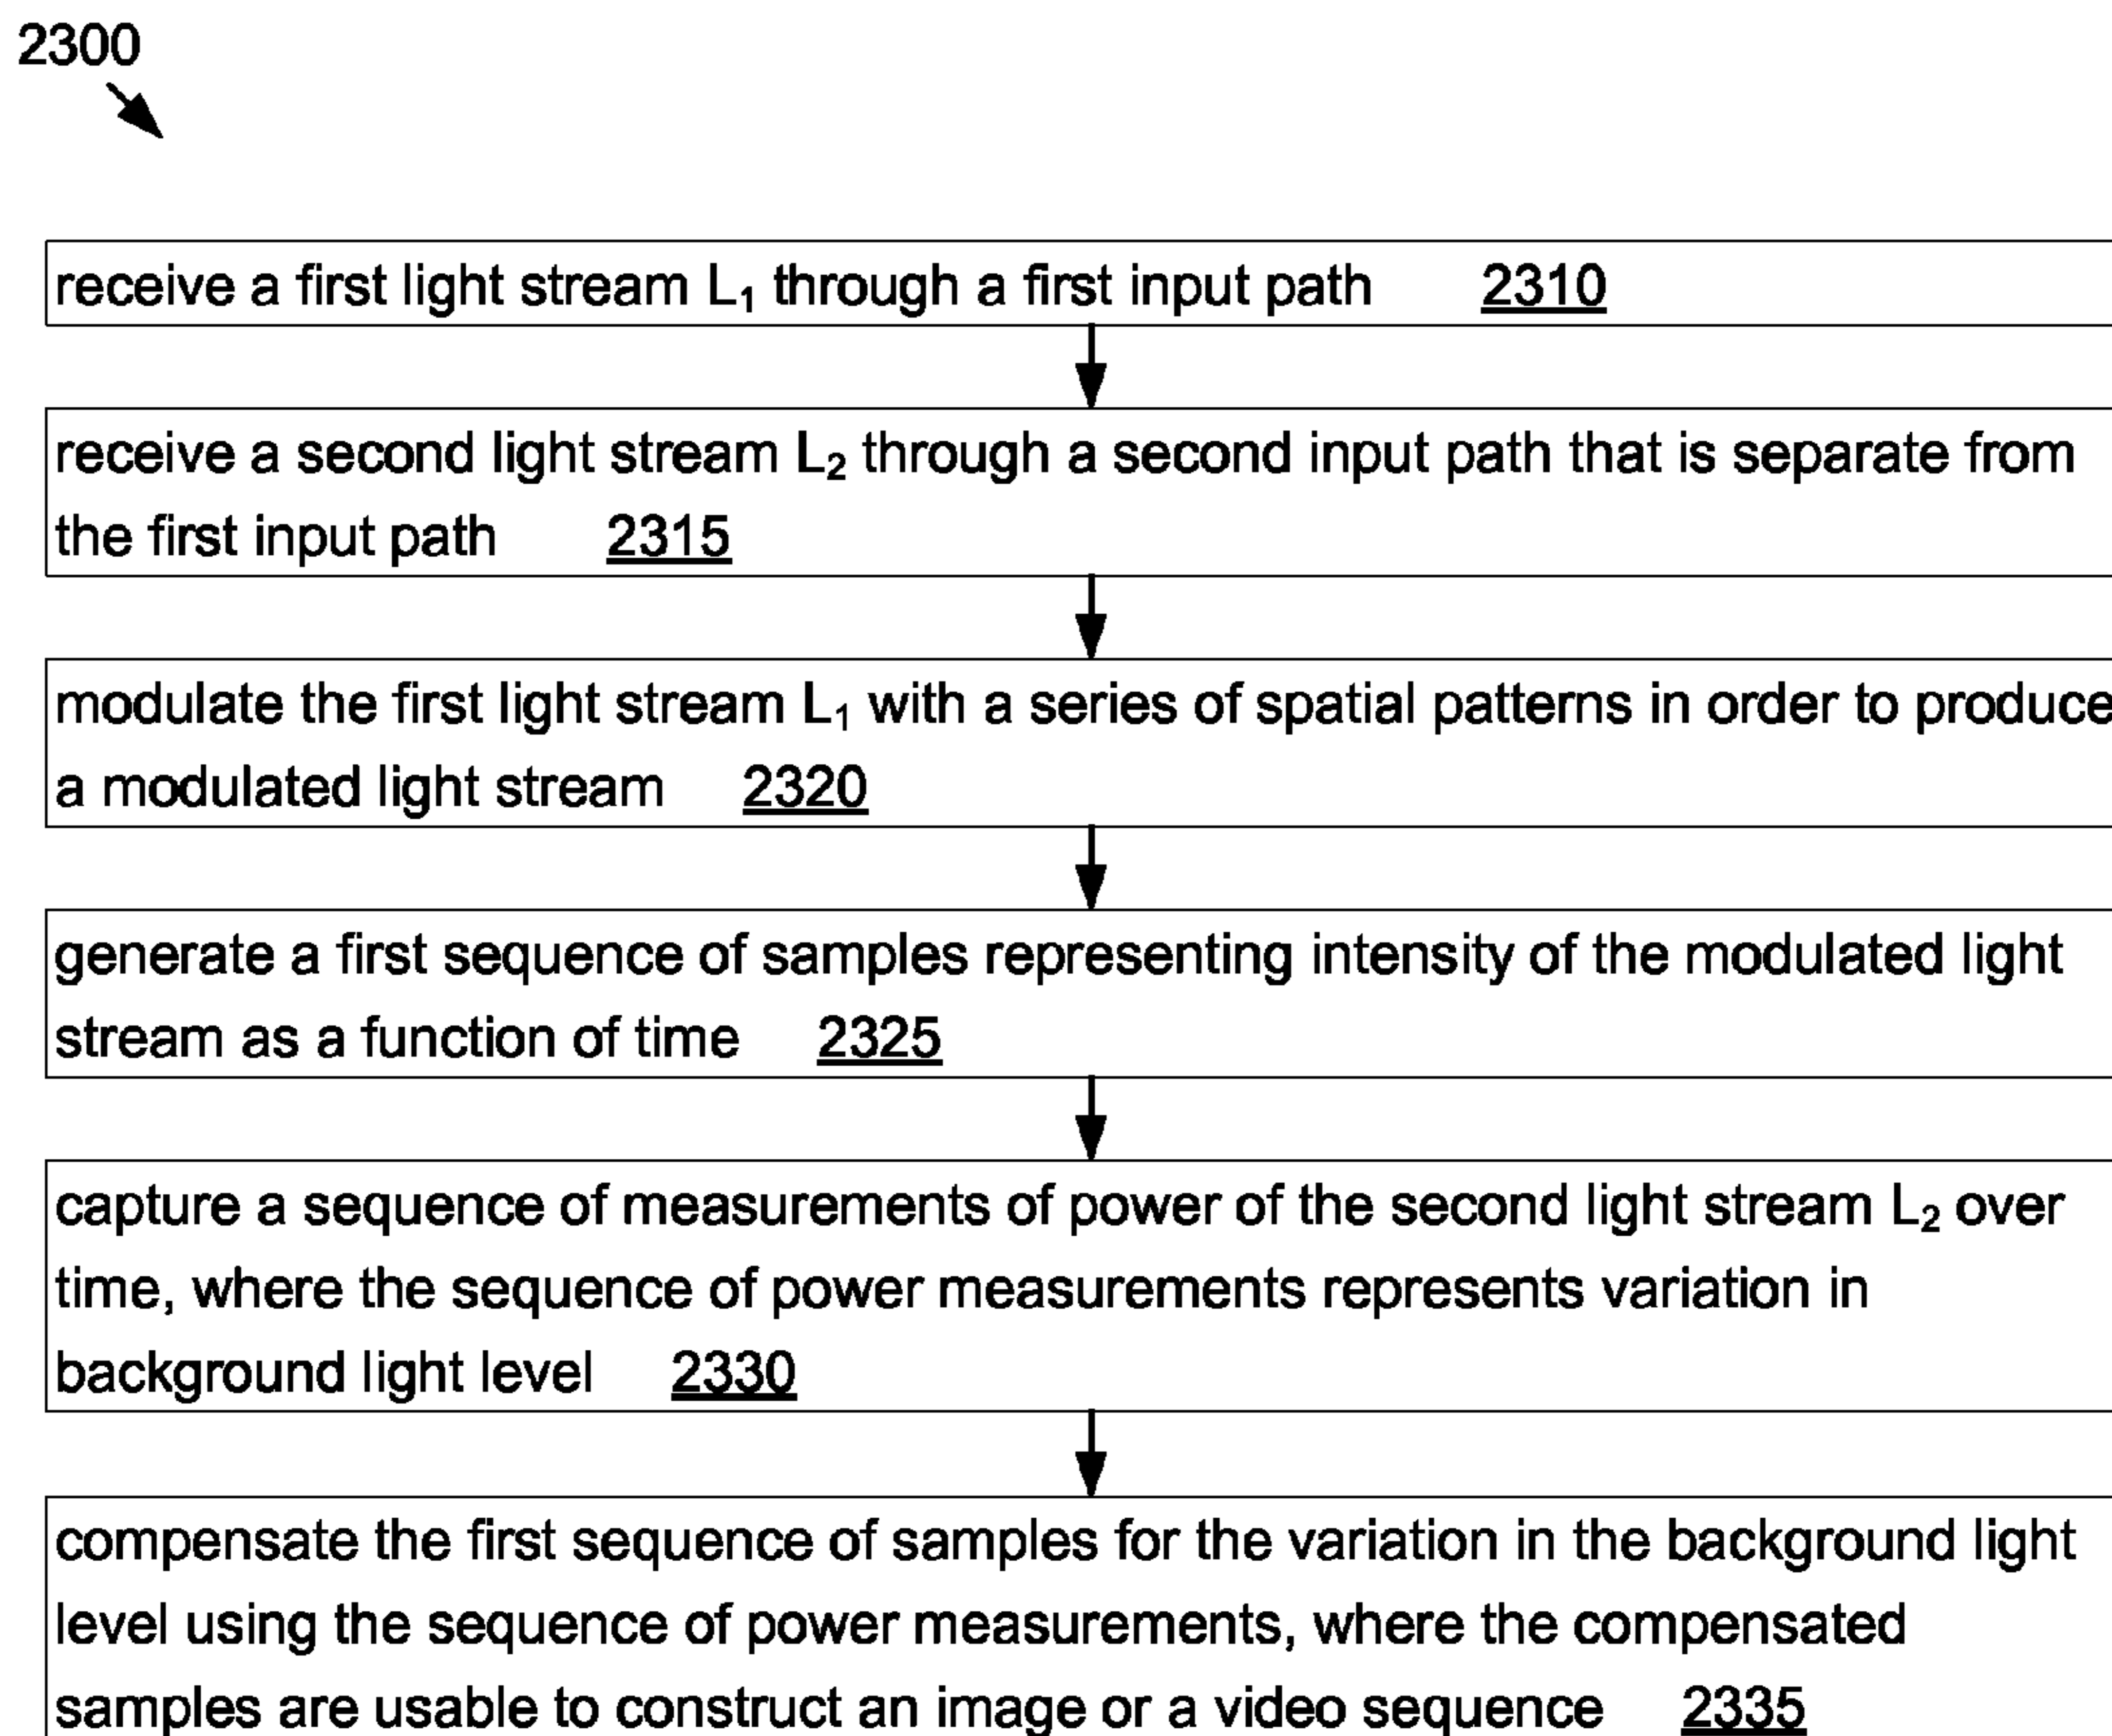 2300
receive a first light stream L₁ through a first input path 2310
receive a second light stream L₂ through a second input path that is separate from
the first input path 2315
modulate the first light stream L₁ with a series of spatial patterns in order to produce
a modulated light stream 2320
generate a first sequence of samples representing intensity of the modulated light
stream as a function of time 2325
capture a sequence of measurements of power of the second light stream L₂ over
time, where the sequence of power measurements represents variation in
background light level 2330
compensate the first sequence of samples for the variation in the background light
level using the sequence of power measurements, where the compensated
samples are usable to construct an image or a video sequence 2335